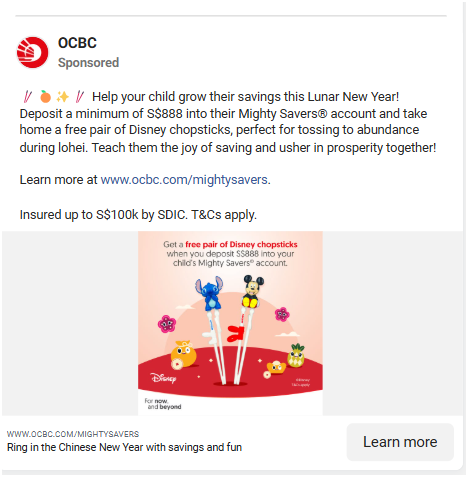 OCBC
Sponsored
🥢 🍊 ✨ 🥢 Help your child grow their savings this Lunar New Year!
Deposit a minimum of S$888 into their Mighty Savers® account and take
home a free pair of Disney chopsticks, perfect for tossing to abundance
during lohei. Teach them the joy of saving and usher in prosperity together!
Learn more at www.ocbc.com/mightysavers.
Insured up to S$100k by SDIC. T&Cs apply.
Get a free pair of Disney chopsticks
when you deposit S$888 into your
child's Mighty Savers® account.
Disney
©Disney
T&Cs apply
For now,
and beyond
WWW.OCBC.COM/MIGHTYSAVERS
Ring in the Chinese New Year with savings and fun
Learn more